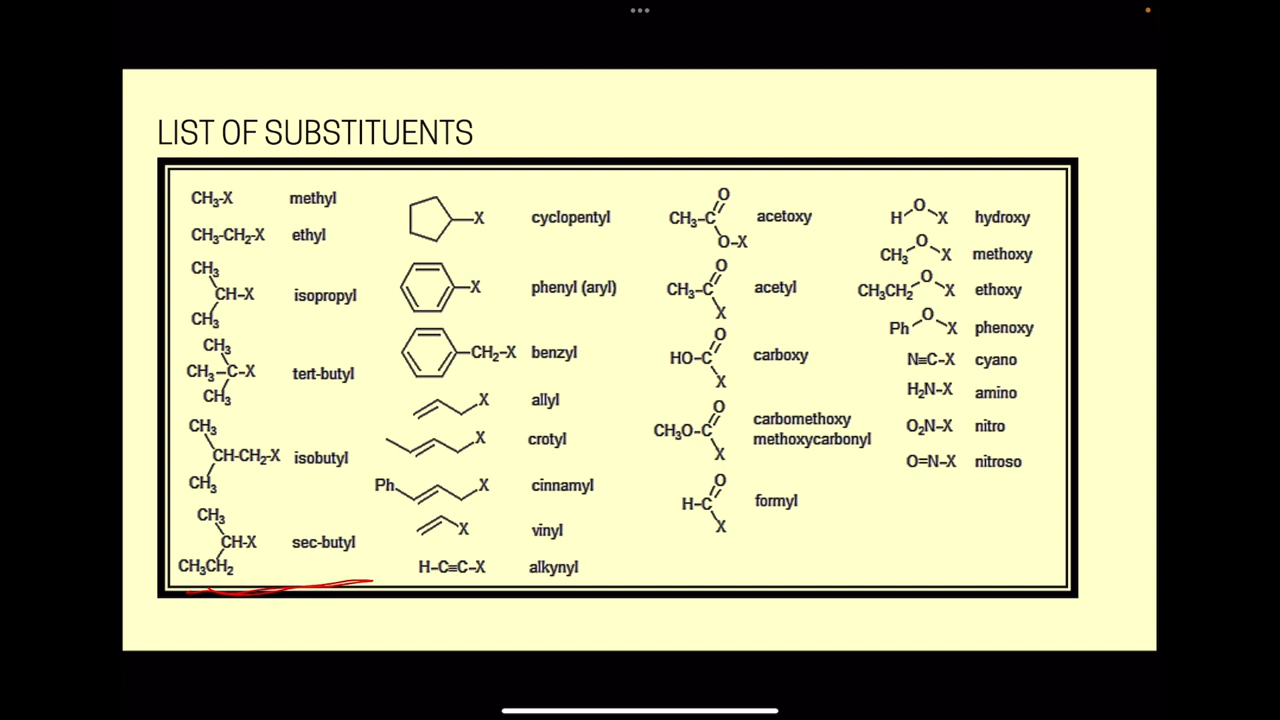 LIST OF SUBSTITUENTS
CH₃-X methyl
CH₃-CH₂-X ethyl
CH₃
CH-X isopropyl
CH₃
CH₃
CH₃-C-X tert-butyl
CH₃
CH₃
CH-CH₂-X isobutyl
CH₃
CH₃
CH-X sec-butyl
CH₃CH₂
X cyclopentyl
X phenyl (aryl)
CH₂-X benzyl
X allyl
X crotyl
Ph X cinnamyl
X vinyl
H-C≡C-X alkynyl
O
CH₃-C acetoxy
O-X
O
CH₃-C acetyl
X
O
HO-C carboxy
X
O
CH₃O-C carbomethoxy
methoxycarbonyl
X
O
H-C formyl
X
H O X hydroxy
CH₃ O X methoxy
CH₃CH₂ O X ethoxy
Ph O X phenoxy
N≡C-X cyano
H₂N-X amino
O₂N-X nitro
O=N-X nitroso